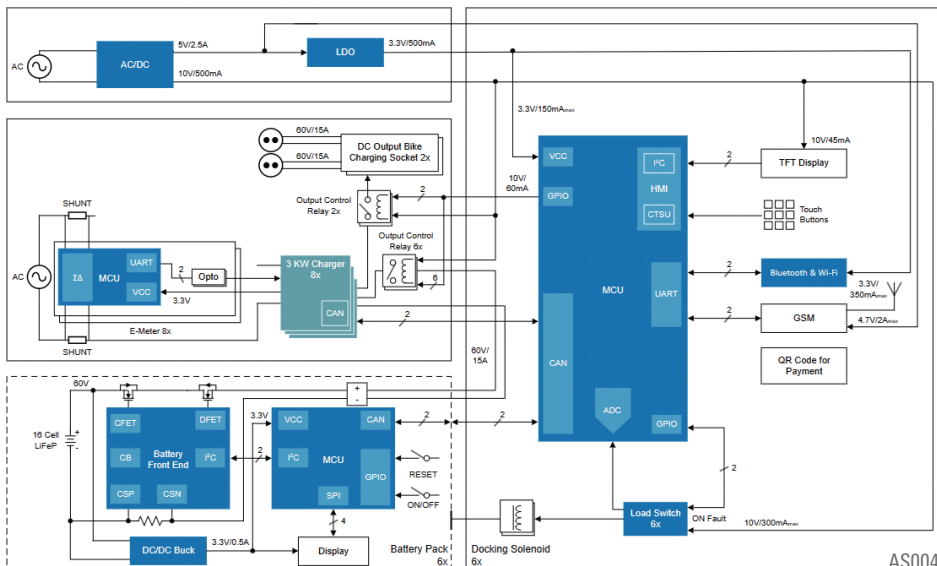 5V/2.5A
3.3V/500mA
AC
AC/DC
LDO
10V/500mA
3.3V/150mAmax
60V/15A
60V/15A
DC Output Bike
Charging Socket 2x
Output Control
Relay 2x
2
10V/
60mA
Output Control
Relay 6x
6
SHUNT
AC
ΣΔ
MCU
UART
VCC
2
Opto
3.3V
3 KW Charger
8x
CAN
E-Meter 8x
SHUNT
2
60V/
15A
VCC
GPIO
I²C
HMI
CTSU
MCU
UART
CAN
ADC
GPIO
10V/45mA
2
TFT Display
Touch
Buttons
2
Bluetooth & Wi-Fi
3.3V/
350mAmax
2
GSM
4.7V/2Amax
QR Code for
Payment
2
Load Switch
6x
ON Fault
10V/300mAmax
Docking Solenoid
6x
60V
+
-
16 Cell
LiFeP
+
-
CFET
DFET
Battery
Front End
CB
I²C
CSP
CSN
2
3.3V
VCC
CAN
I²C
MCU
GPIO
SPI
2
2
RESET
ON/OFF
4
DC/DC Buck
3.3V/0.5A
Display
Battery Pack
6x
AS004